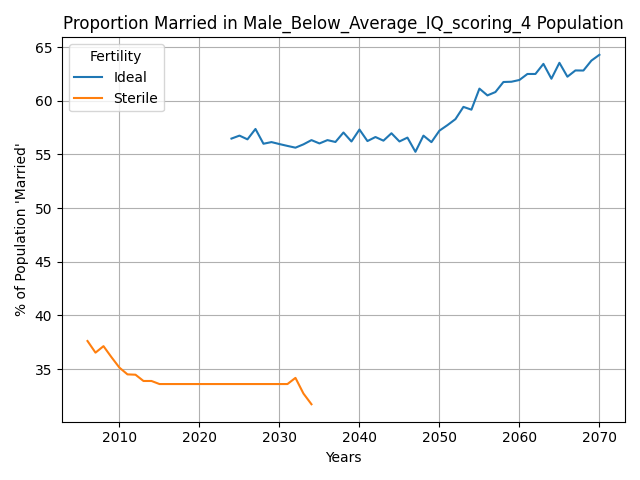 Proportion Married in Male_Below_Average_IQ_scoring_4 Population
Fertility
Ideal
Sterile
% of Population 'Married'
65
60
55
50
45
40
35
2010 2020 2030 2040 2050 2060 2070
Years